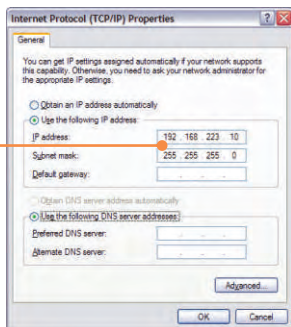 Internet Protocol (TCP/IP) Properties
General
You can get IP settings assigned automatically if your network supports
this capability. Otherwise, you need to ask your network administrator for
the appropriate IP settings.
Obtain an IP address automatically
Use the following IP address:
IP address: 192 . 168 . 223 . 10
Subnet mask: 255 . 255 . 255 . 0
Default gateway: . . .
Obtain DNS server address automatically
Use the following DNS server addresses:
Preferred DNS server: . . .
Alternate DNS server: . . .
Advanced...
OK Cancel